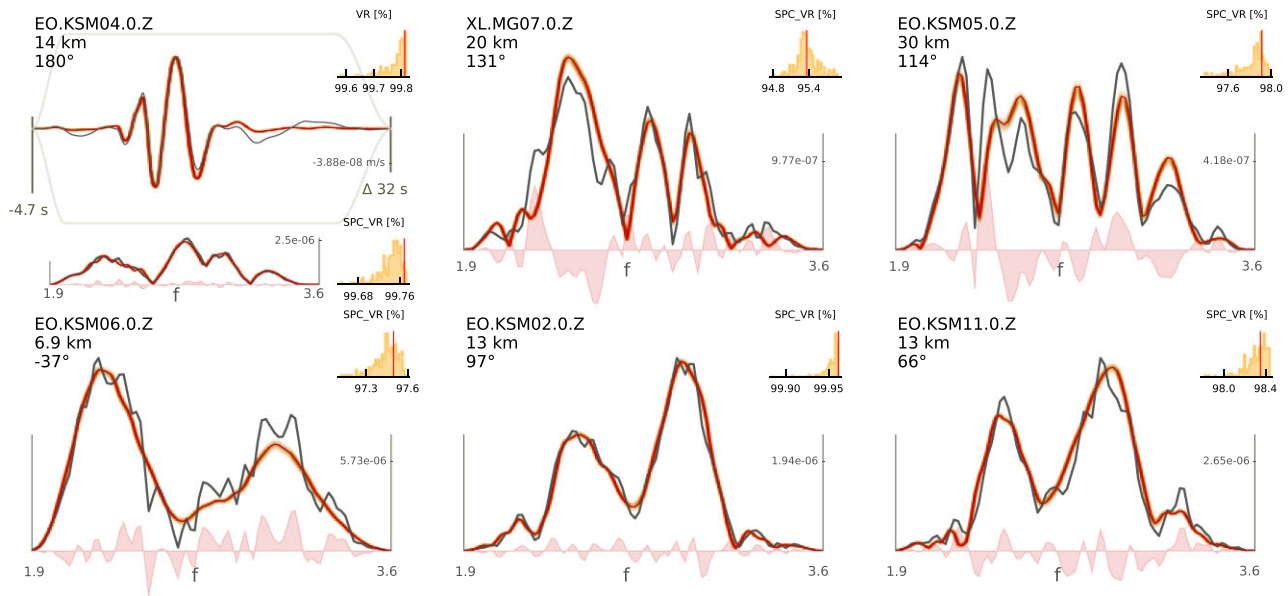 EO.KSM04.0.Z
14 km
180°
VR [%]
99.6 99.7 99.8
-3.88e-08 m/s
Δ 32 s
-4.7 s
SPC_VR [%]
2.5e-06
99.68 99.76
1.9 f 3.6
XL.MG07.0.Z
20 km
131°
SPC_VR [%]
94.8 95.4
9.77e-07
1.9 f 3.6
EO.KSM05.0.Z
30 km
114°
SPC_VR [%]
97.6 98.0
4.18e-07
1.9 f 3.6
EO.KSM06.0.Z
6.9 km
-37°
SPC_VR [%]
97.3 97.6
5.73e-06
1.9 f 3.6
EO.KSM02.0.Z
13 km
97°
SPC_VR [%]
99.90 99.95
1.94e-06
1.9 f 3.6
EO.KSM11.0.Z
13 km
66°
SPC_VR [%]
98.0 98.4
2.65e-06
1.9 f 3.6